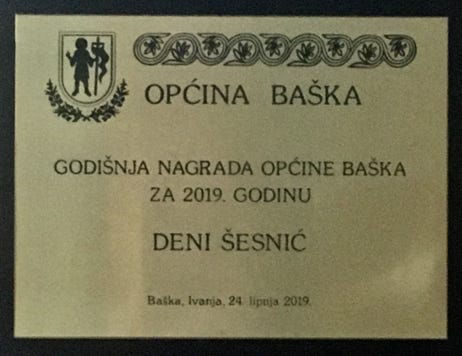 OPĆINA BAŠKA
GODIŠNJA NAGRADA OPĆINE BAŠKA
ZA 2019. GODINU
DENI ŠESNIĆ
Baška, Ivanja, 24. lipnja 2019.